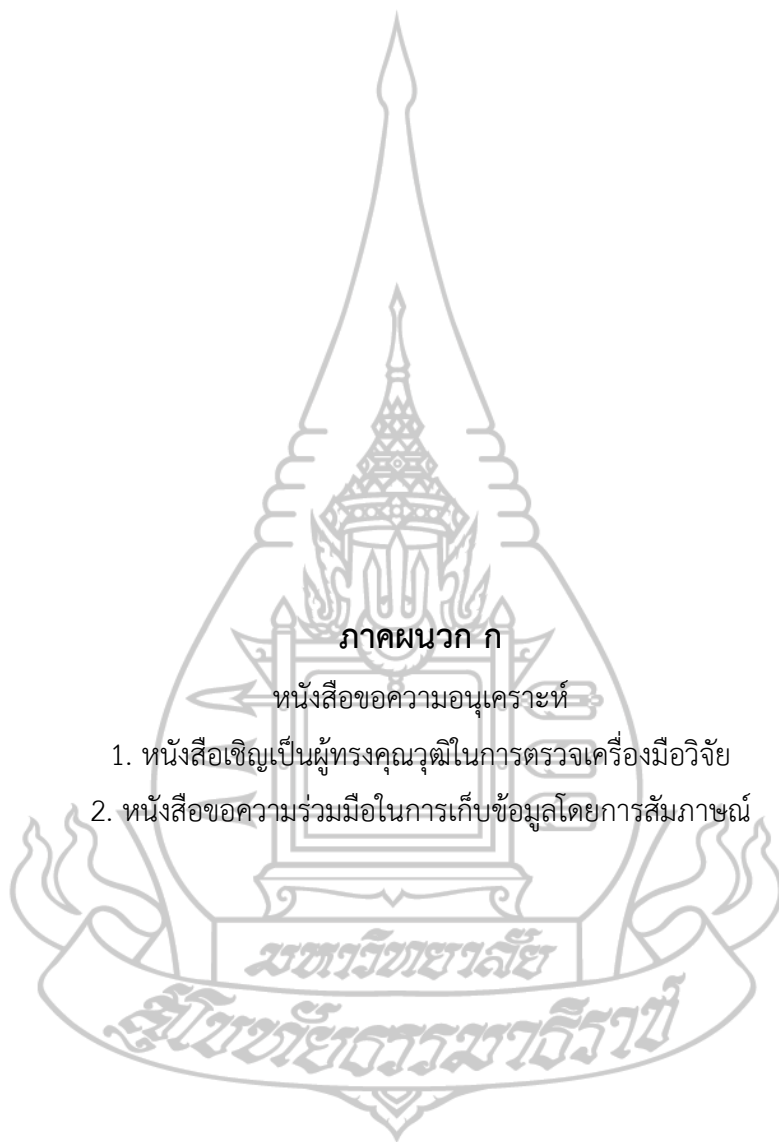 ภาคผนวก ก
หนังสือขอความอนุเคราะห์
1. หนังสือเชิญเป็นผู้ทรงคุณวุฒิในการตรวจเครื่องมือวิจัย
2. หนังสือขอความร่วมมือในการเก็บข้อมูลโดยการสัมภาษณ์
มหาวิทยาลัย
สุโขทัยธรรมาธิราช